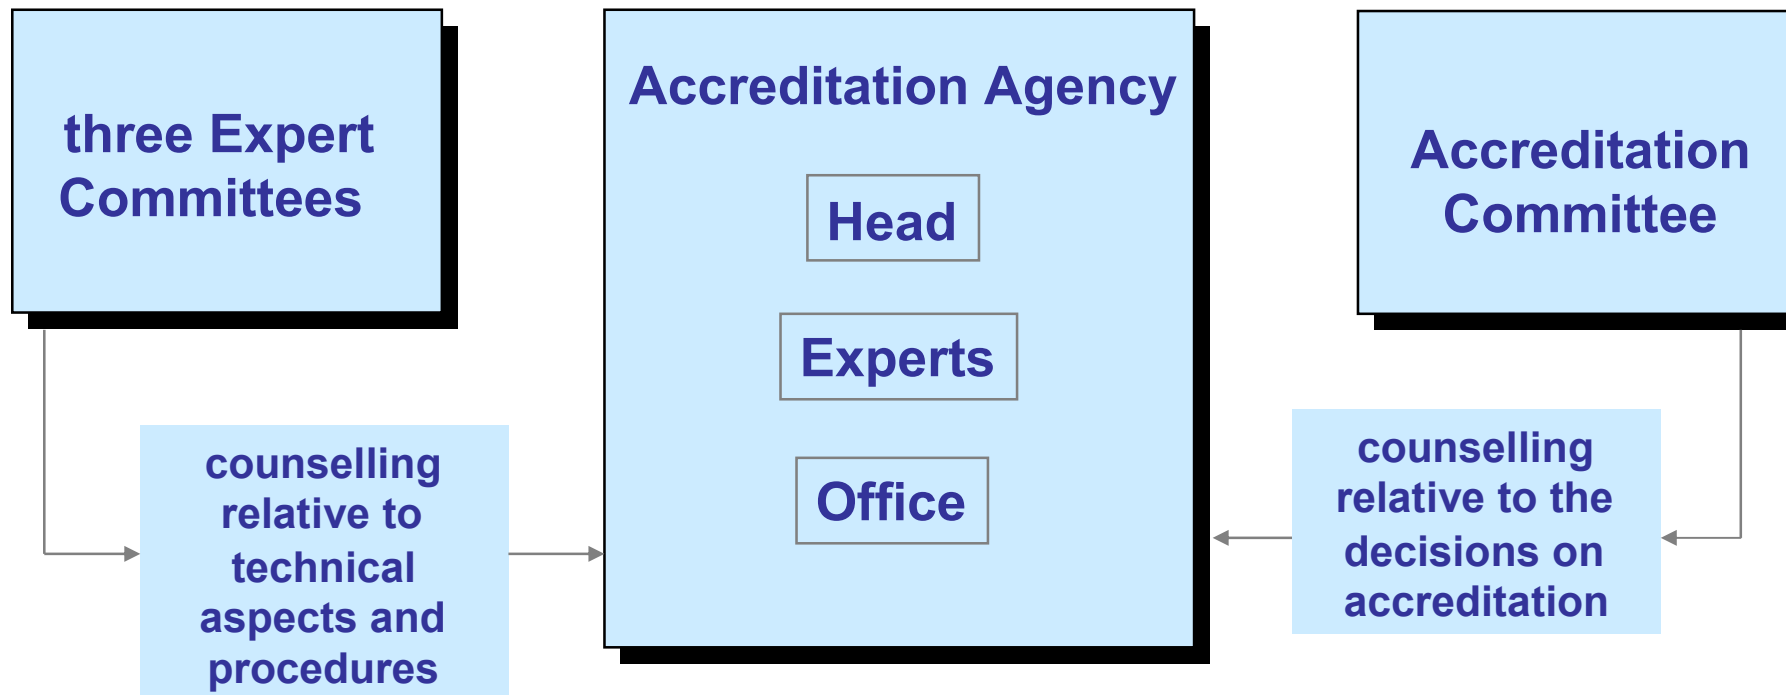 three Expert
Committees
counselling
relative to
technical
aspects and
procedures
Accreditation Agency
Head
Experts
Office
Accreditation
Committee
counselling
relative to the
decisions on
accreditation